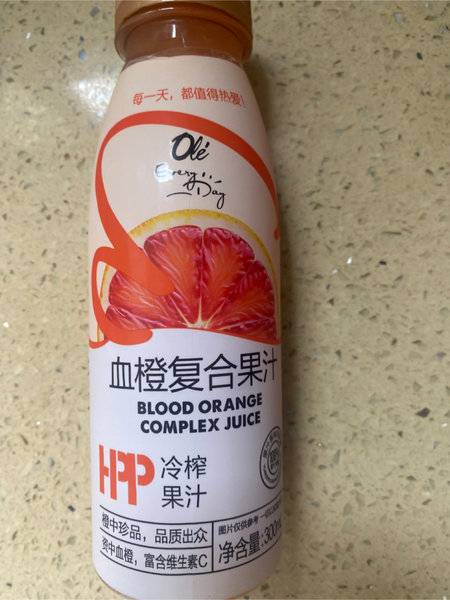 每一天，都值得热爱！
Olé
Every Day
血橙复合果汁
BLOOD ORANGE
COMPLEX JUICE
HPP 冷榨
果汁
橙中珍品，品质出众
资中血橙，富含维生素C
图片仅供参考
净含量:300